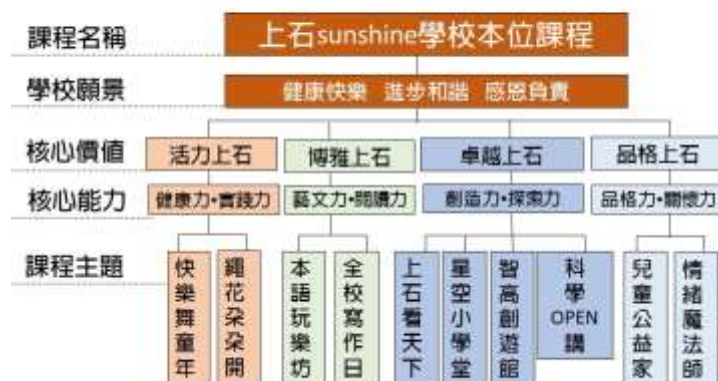 課程名稱
上石sunshine學校本位課程
學校願景
健康快樂 進步和諧 感恩負責
核心價值
活力上石
博雅上石
卓越上石
品格上石
核心能力
健康力•實踐力
藝文力•閱讀力
創造力•探索力
品格力•關懷力
課程主題
快樂舞童年
繩花朵朵開
本語玩樂坊
全校寫作日
上石看天下
星空小學堂
智高創遊館
科學OPEN講
兒童公益家
情緒魔法師